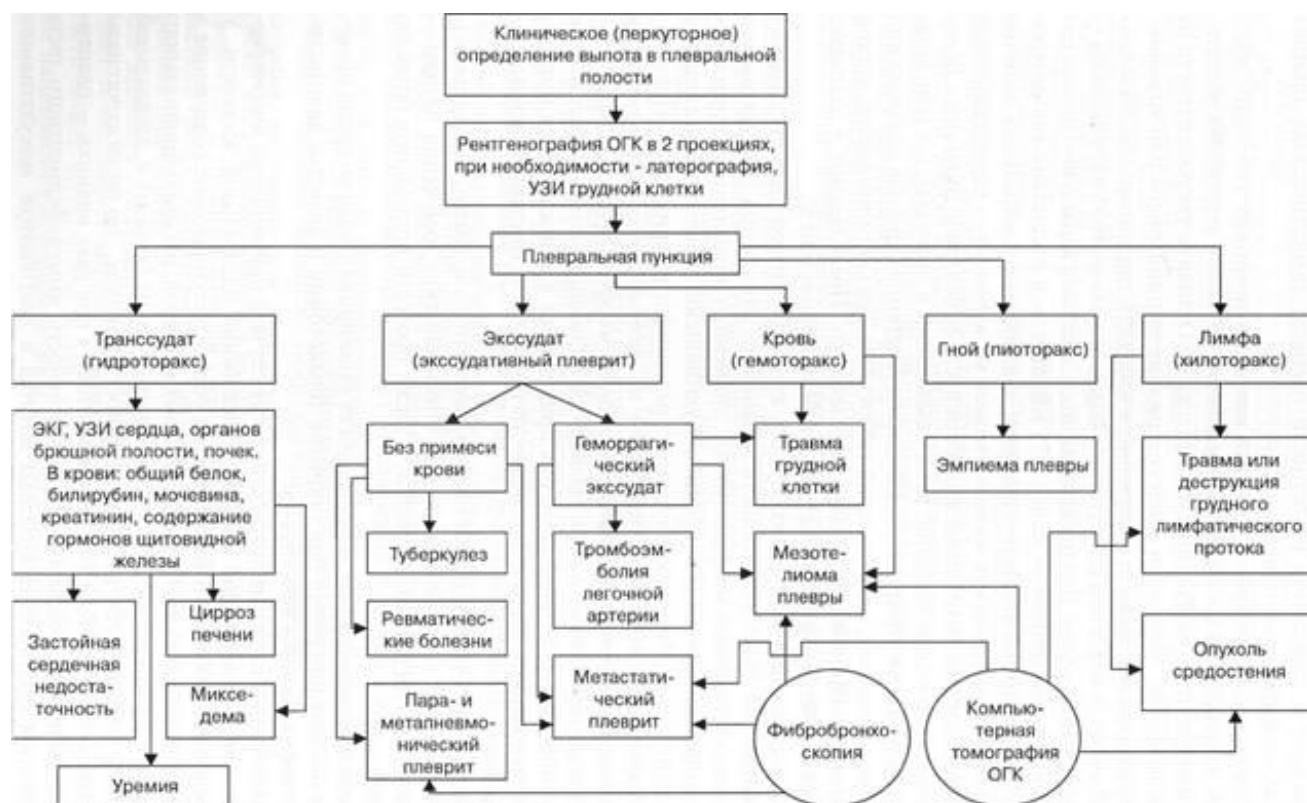 Клиническое (перкуторное)
определение выпота в плевральной
полости
Рентгенография ОГК в 2 проекциях,
при необходимости - латерография,
УЗИ грудной клетки
Плевральная пункция
Транссудат
(гидроторакс)
Экссудат
(экссудативный плеврит)
Кровь
(гемоторакс)
Гной (пиоторакс)
Лимфа
(хилоторакс)
ЭКГ, УЗИ сердца, органов
брюшной полости, почек.
В крови: общий белок,
билирубин, мочевина,
креатинин, содержание
гормонов щитовидной
железы
Без примеси
крови
Геморраги-
ческий
экссудат
Травма
грудной
клетки
Эмпиема плевры
Травма или
деструкция
грудного
лимфатического
протока
Туберкулез
Тромбоэм-
болия
легочной
артерии
Мезоте-
лиома
плевры
Застойная
сердечная
недоста-
точность
Цирроз
печени
Ревматичес-
кие болезни
Опухоль
средостения
Миксе-
дема
Пара- и
метапневмо-
нический
плеврит
Метастати-
ческий
плеврит
Фибробронхо-
скопия
Компью-
терная
томография
ОГК
Уремия